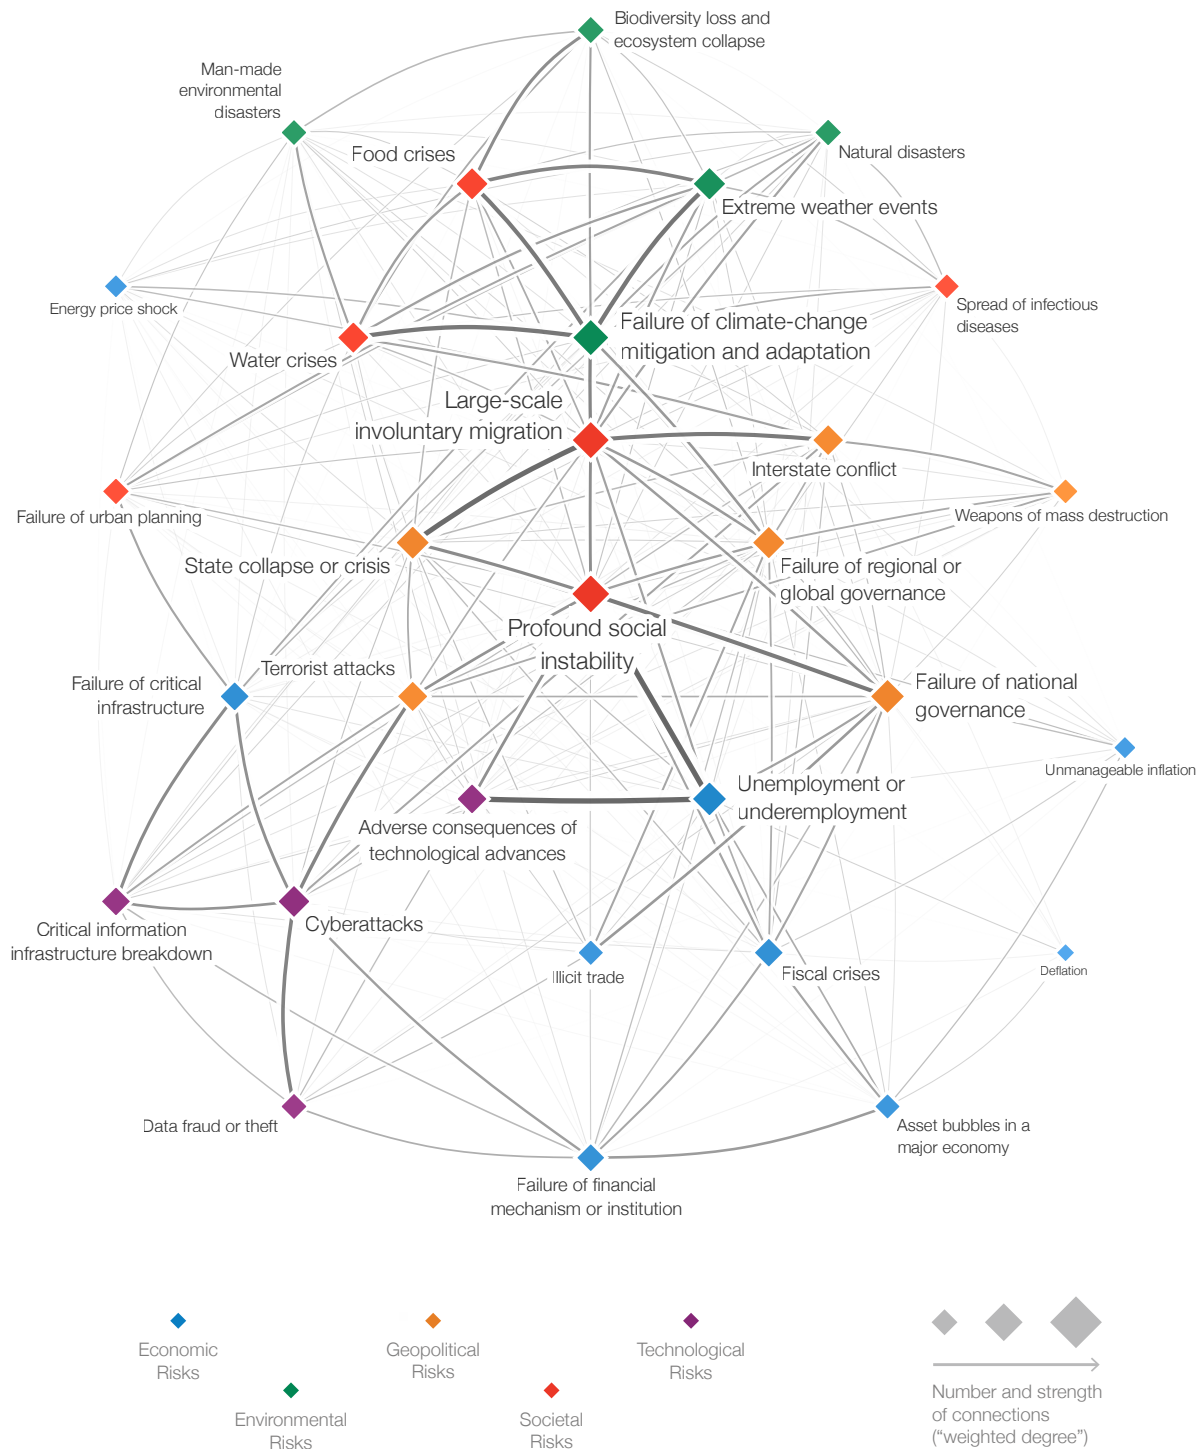 Biodiversity loss and
ecosystem collapse
Man-made
environmental
disasters
Food crises
Natural disasters
Extreme weather events
Energy price shock
Spread of infectious
diseases
Failure of climate-change
mitigation and adaptation
Water crises
Large-scale
involuntary migration
Interstate conflict
Failure of urban planning
Weapons of mass destruction
State collapse or crisis
Failure of regional or
global governance
Profound social
instability
Terrorist attacks
Failure of critical
infrastructure
Failure of national
governance
Unmanageable inflation
Unemployment or
underemployment
Adverse consequences of
technological advances
Critical information
infrastructure breakdown
Cyberattacks
Illicit trade
Fiscal crises
Deflation
Data fraud or theft
Asset bubbles in a
major economy
Failure of financial
mechanism or institution
Economic
Risks
Geopolitical
Risks
Technological
Risks
Environmental
Risks
Societal
Risks
Number and strength
of connections
(“weighted degree”)